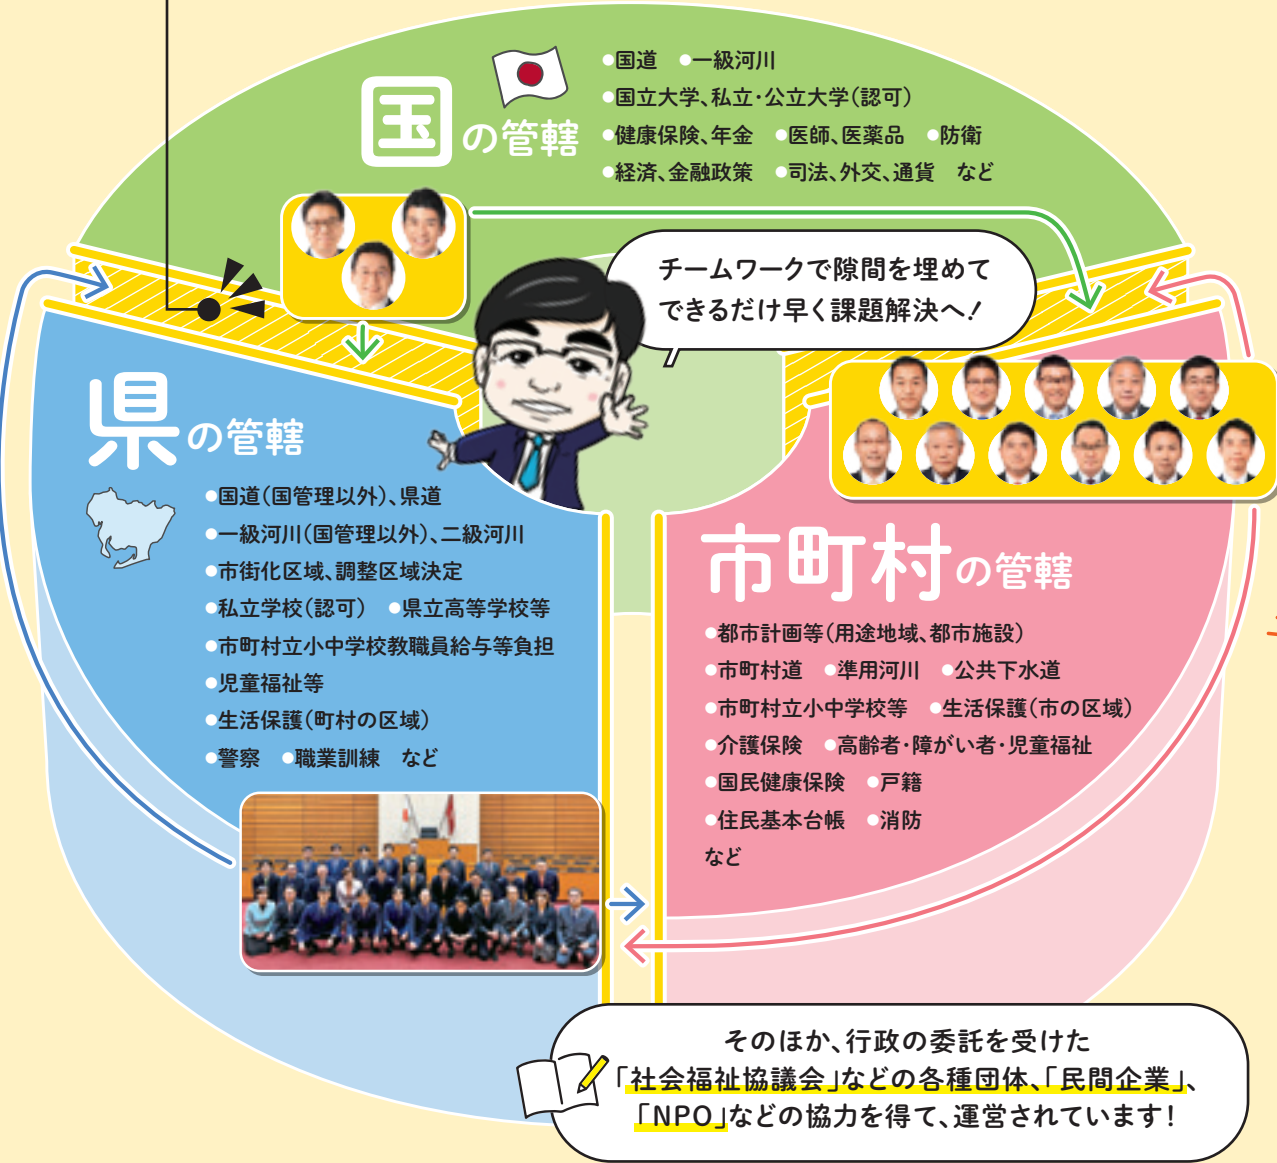 国の管轄
●国道　●一級河川
●国立大学、私立・公立大学（認可）
●健康保険、年金　●医師、医薬品　●防衛
●経済、金融政策　●司法、外交、通貨　など
チームワークで隙間を埋めて
できるだけ早く課題解決へ！
県の管轄
●国道（国管理以外）、県道
●一級河川（国管理以外）、二級河川
●市街化区域、調整区域決定
●私立学校（認可）　●県立高等学校等
●市町村立小中学校教職員給与等負担
●児童福祉等
●生活保護（町村の区域）
●警察　●職業訓練　など
市町村の管轄
●都市計画等（用途地域、都市施設）
●市町村道　●準用河川　●公共下水道
●市町村立小中学校等　●生活保護（市の区域）
●介護保険　●高齢者・障がい者・児童福祉
●国民健康保険　●戸籍
●住民基本台帳　●消防
など
そのほか、行政の委託を受けた
「社会福祉協議会」などの各種団体、「民間企業」、
「NPO」などの協力を得て、運営されています！